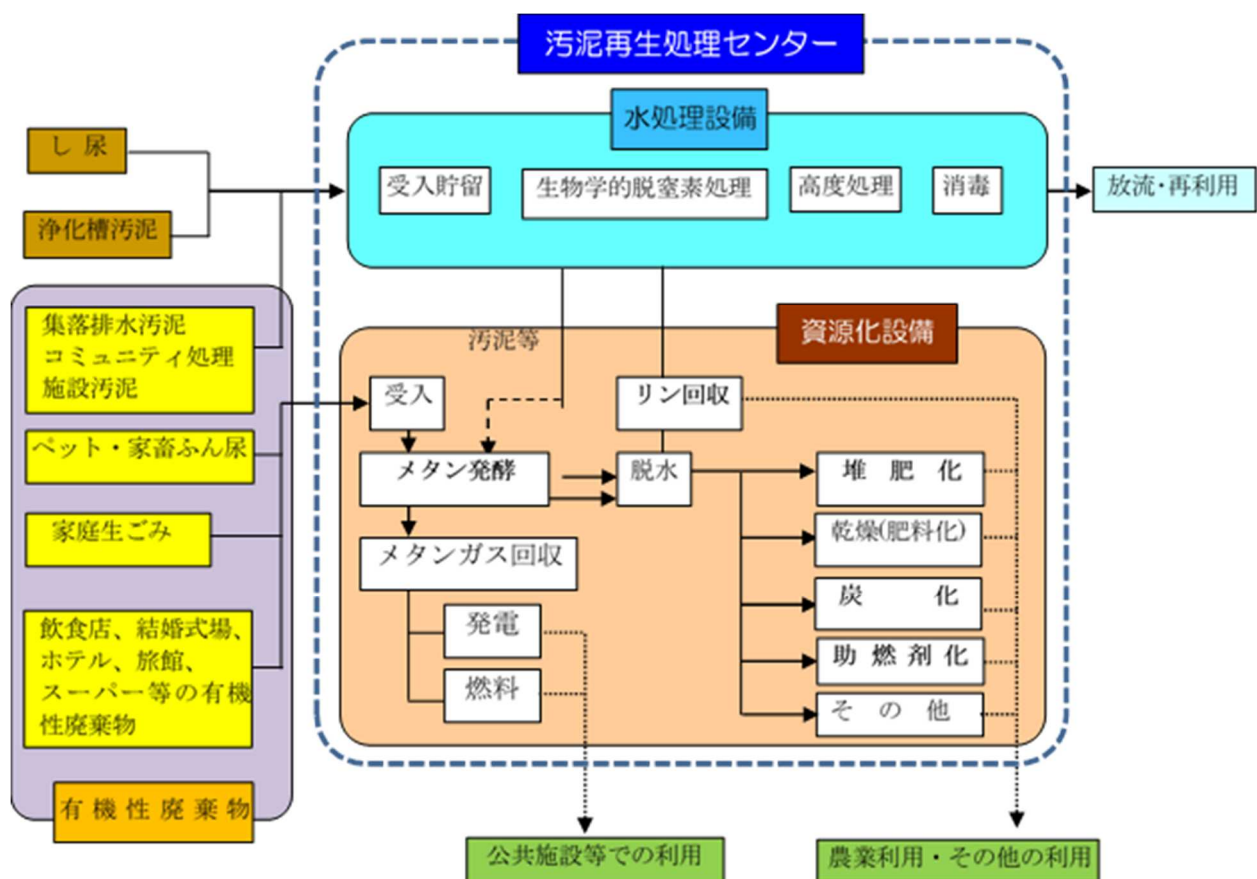 汚泥再生処理センター
水処理設備
し尿
浄化槽汚泥
受入貯留
生物学的脱窒素処理
高度処理
消毒
放流・再利用
集落排水汚泥
コミュニティ処理
施設汚泥
ペット・家畜ふん尿
家庭生ごみ
飲食店、結婚式場、
ホテル、旅館、
スーパー等の有機
性廃棄物
有機性廃棄物
汚泥等
資源化設備
受入
リン回収
メタン発酵
脱水
堆肥化
メタンガス回収
乾燥(肥料化)
発電
炭化
燃料
助燃剤化
その他
公共施設等での利用
農業利用・その他の利用